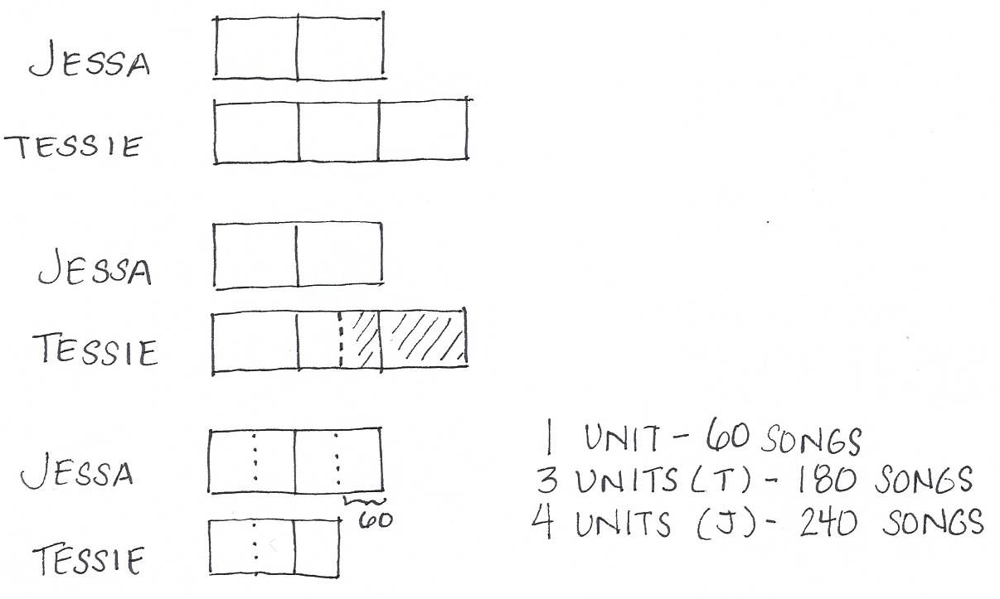 JESSA
TESSIE
JESSA
TESSIE
JESSA
60
TESSIE
1 UNIT - 60 SONGS
3 UNITS (T) - 180 SONGS
4 UNITS (J) - 240 SONGS